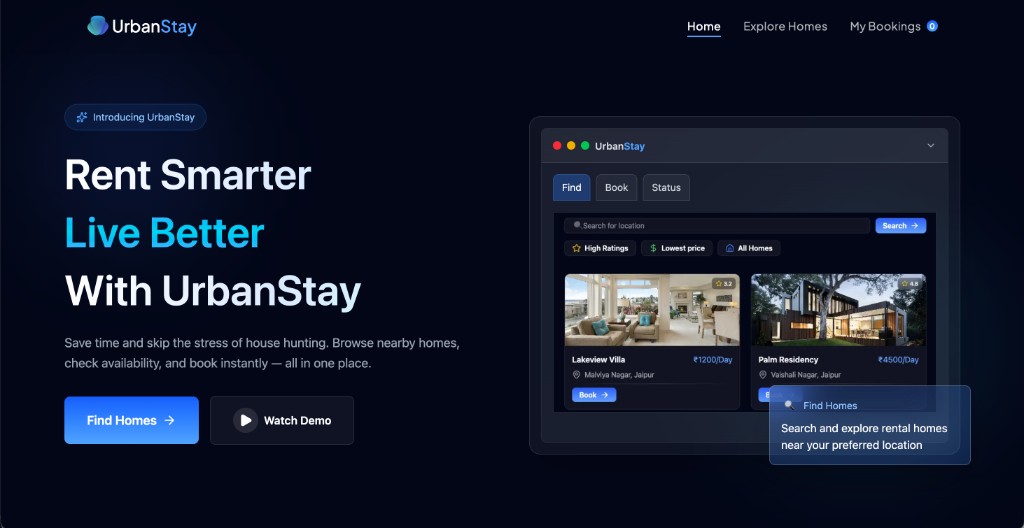 UrbanStay
Home
Explore Homes
My Bookings 0
Introducing UrbanStay
Rent Smarter
Live Better
With UrbanStay
Save time and skip the stress of house hunting. Browse nearby homes,
check availability, and book instantly — all in one place.
Find Homes →
Watch Demo
UrbanStay
Find
Book
Status
Search for location
Search →
High Ratings
$ Lowest price
All Homes
3.2
Lakeview Villa ₹1200/Day
Malviya Nagar, Jaipur
Book →
4.8
Palm Residency ₹4500/Day
Vaishali Nagar, Jaipur
Find Homes
Search and explore rental homes
near your preferred location